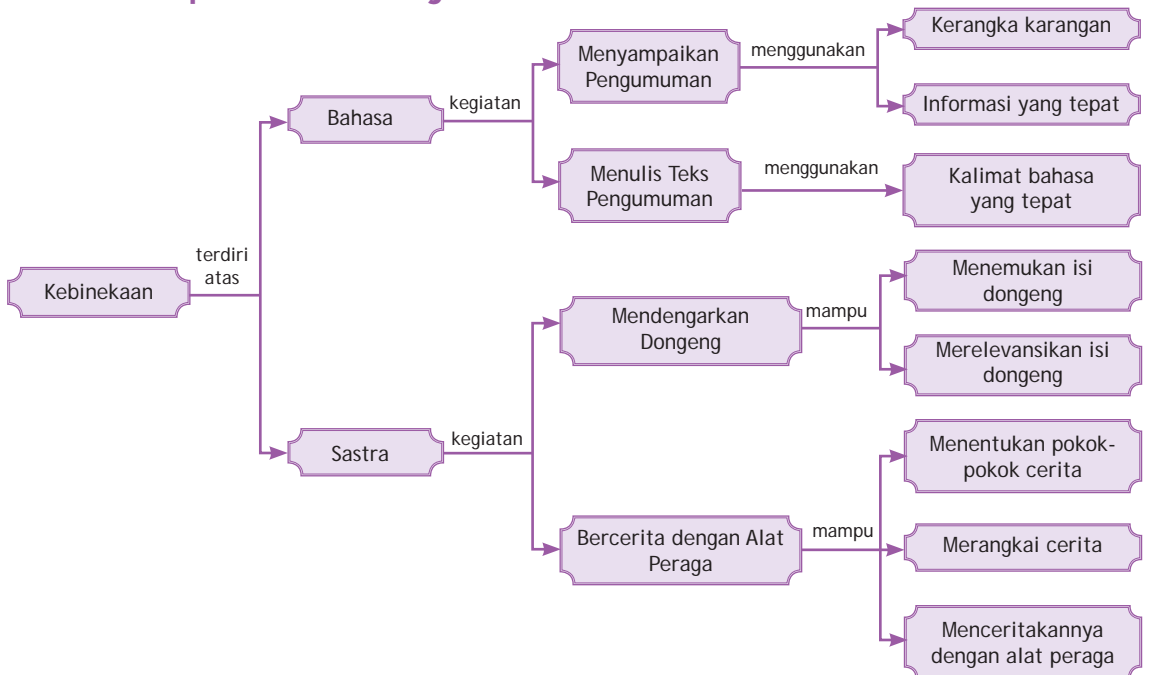 Kebinekaan
terdiri
atas
Bahasa
kegiatan
Menyampaikan
Pengumuman
menggunakan
Kerangka karangan
Informasi yang tepat
Menulis Teks
Pengumuman
menggunakan
Kalimat bahasa
yang tepat
Sastra
kegiatan
Mendengarkan
Dongeng
mampu
Menemukan isi
dongeng
Merelevansikan isi
dongeng
Bercerita dengan Alat
Peraga
mampu
Menentukan pokok-
pokok cerita
Merangkai cerita
Menceritakannya
dengan alat peraga